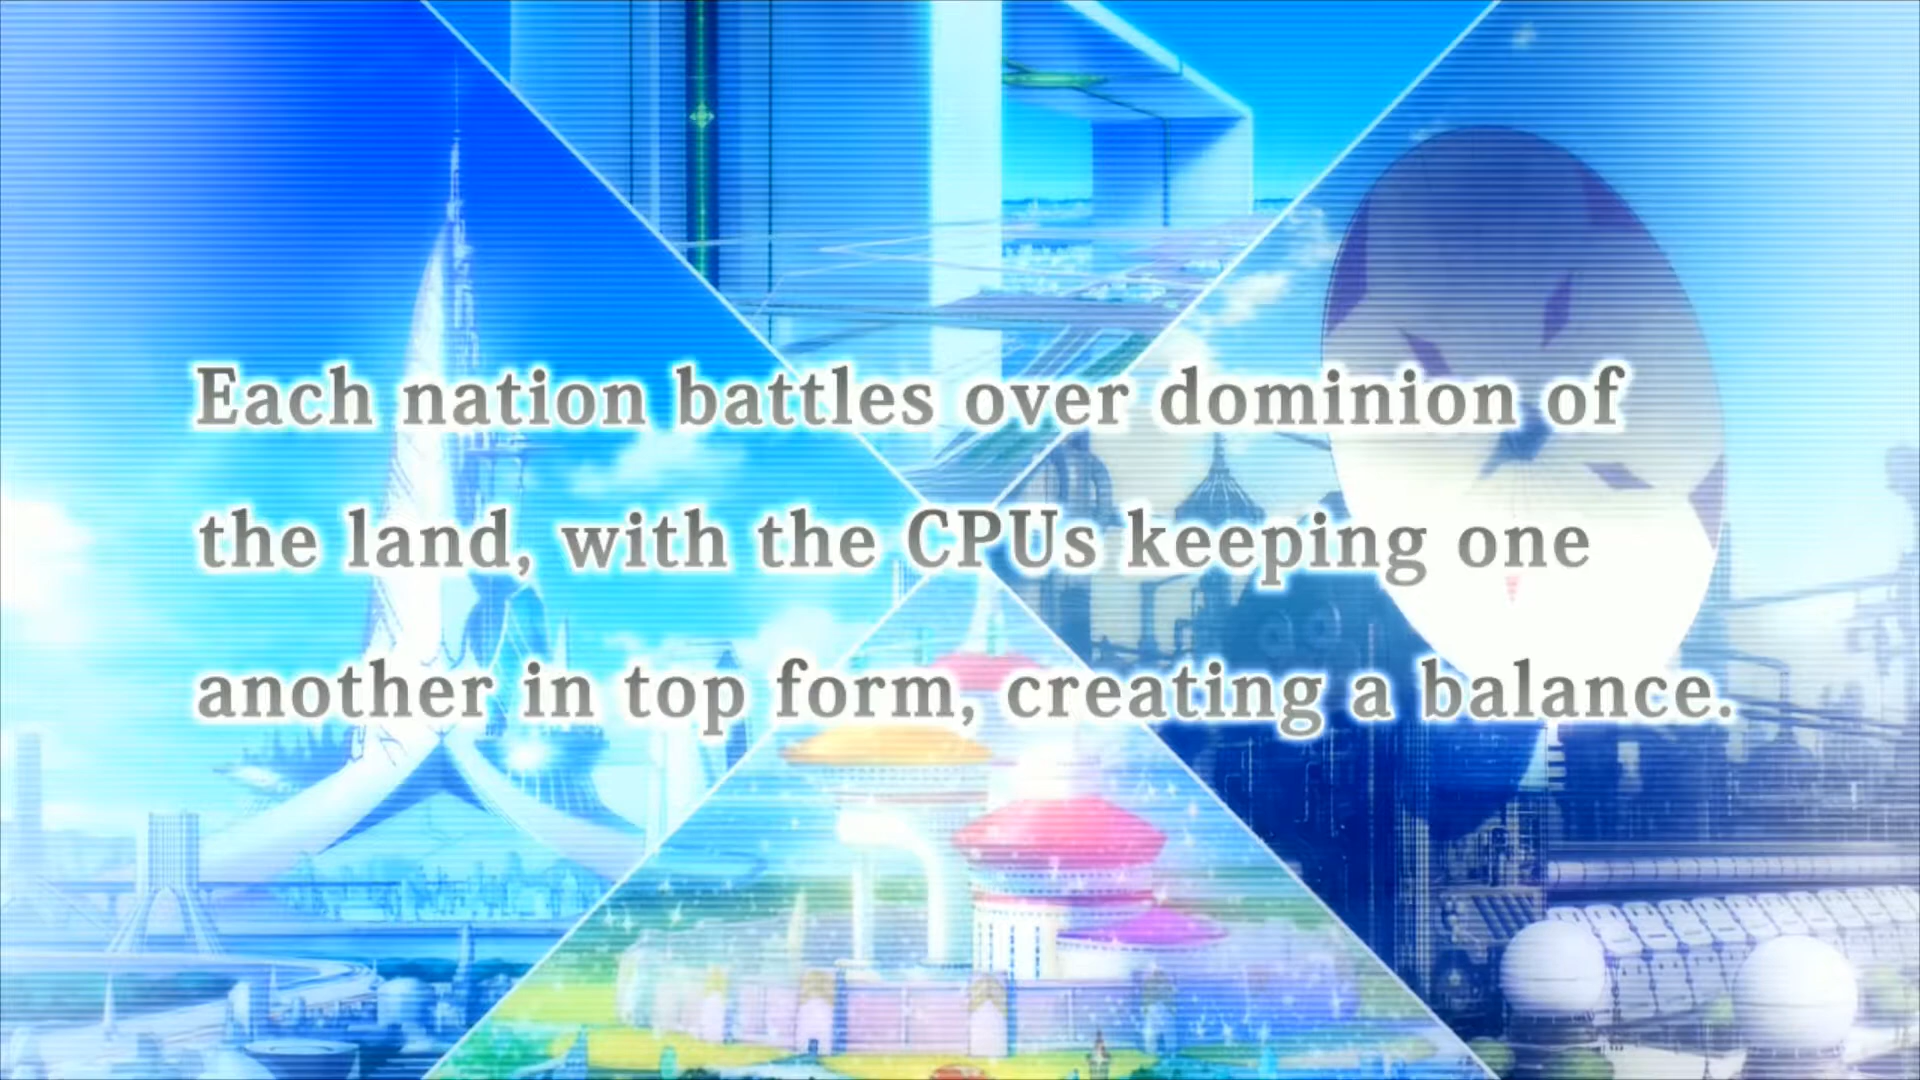 Each nation battles over dominion of
the land, with the CPUs keeping one
another in top form, creating a balance.